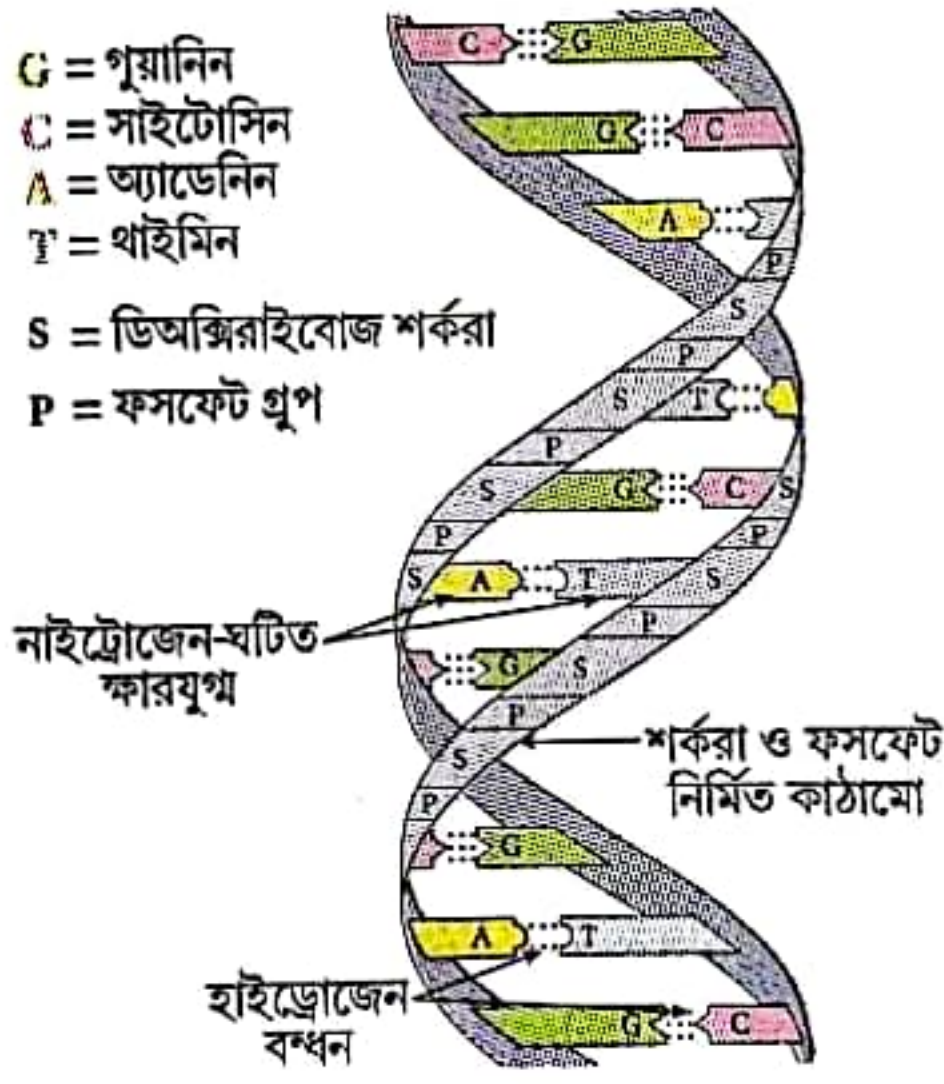 G = গুয়ানিন
C = সাইটোসিন
A = অ্যাডেনিন
T = থাইমিন
S = ডিঅক্সিরাইবোজ শর্করা
P = ফসফেট গ্রুপ
C G
G C
A
P
S
P
S T
P
S G C S
P P
S A T S
P
নাইট্রোজেন-ঘটিত
ক্ষারযুগ্ম
G S
P
শর্করা ও ফসফেট
নির্মিত কাঠামো
S
P
G
A T
হাইড্রোজেন
বন্ধন
G C